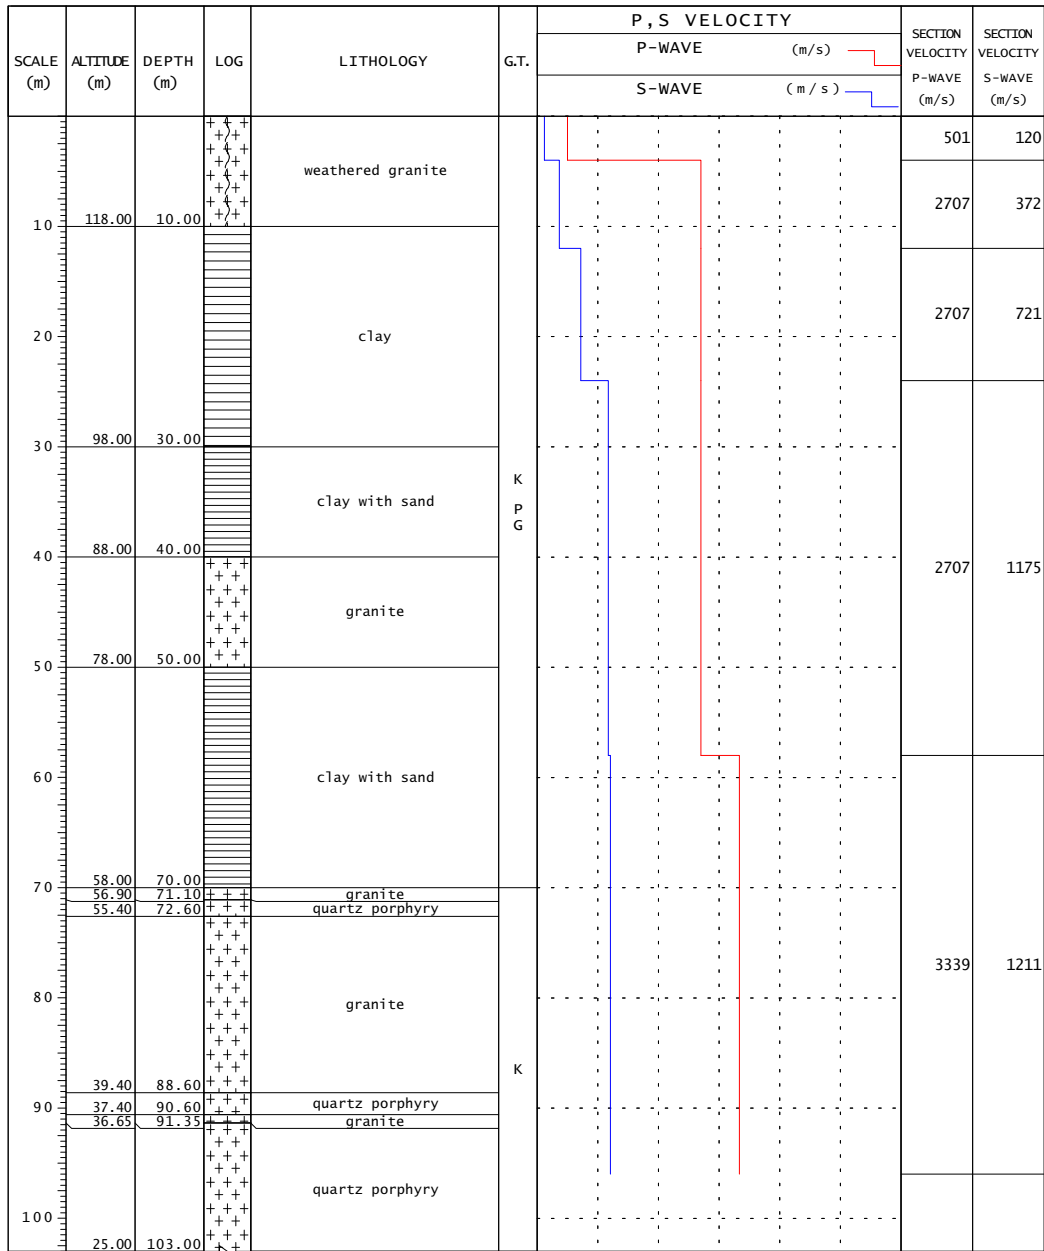 P,S VELOCITY
SCALE (m) ALTITUDE (m) DEPTH (m) LOG LITHOLOGY G.T. P-WAVE (m/s) SECTION VELOCITY P-WAVE (m/s) SECTION VELOCITY S-WAVE (m/s)
S-WAVE (m/s)
501 120
weathered granite
2707 372
10 118.00 10.00
2707 721
20 clay
30 98.00 30.00
K
clay with sand
P
G
40 88.00 40.00
2707 1175
granite
50 78.00 50.00
60 clay with sand
58.00 70.00
70 56.90 71.10 granite
55.40 72.60 quartz porphyry
3339 1211
80 granite
K
39.40 88.60
90 37.40 90.60 quartz porphyry
36.65 91.35 granite
quartz porphyry
100
25.00 103.00